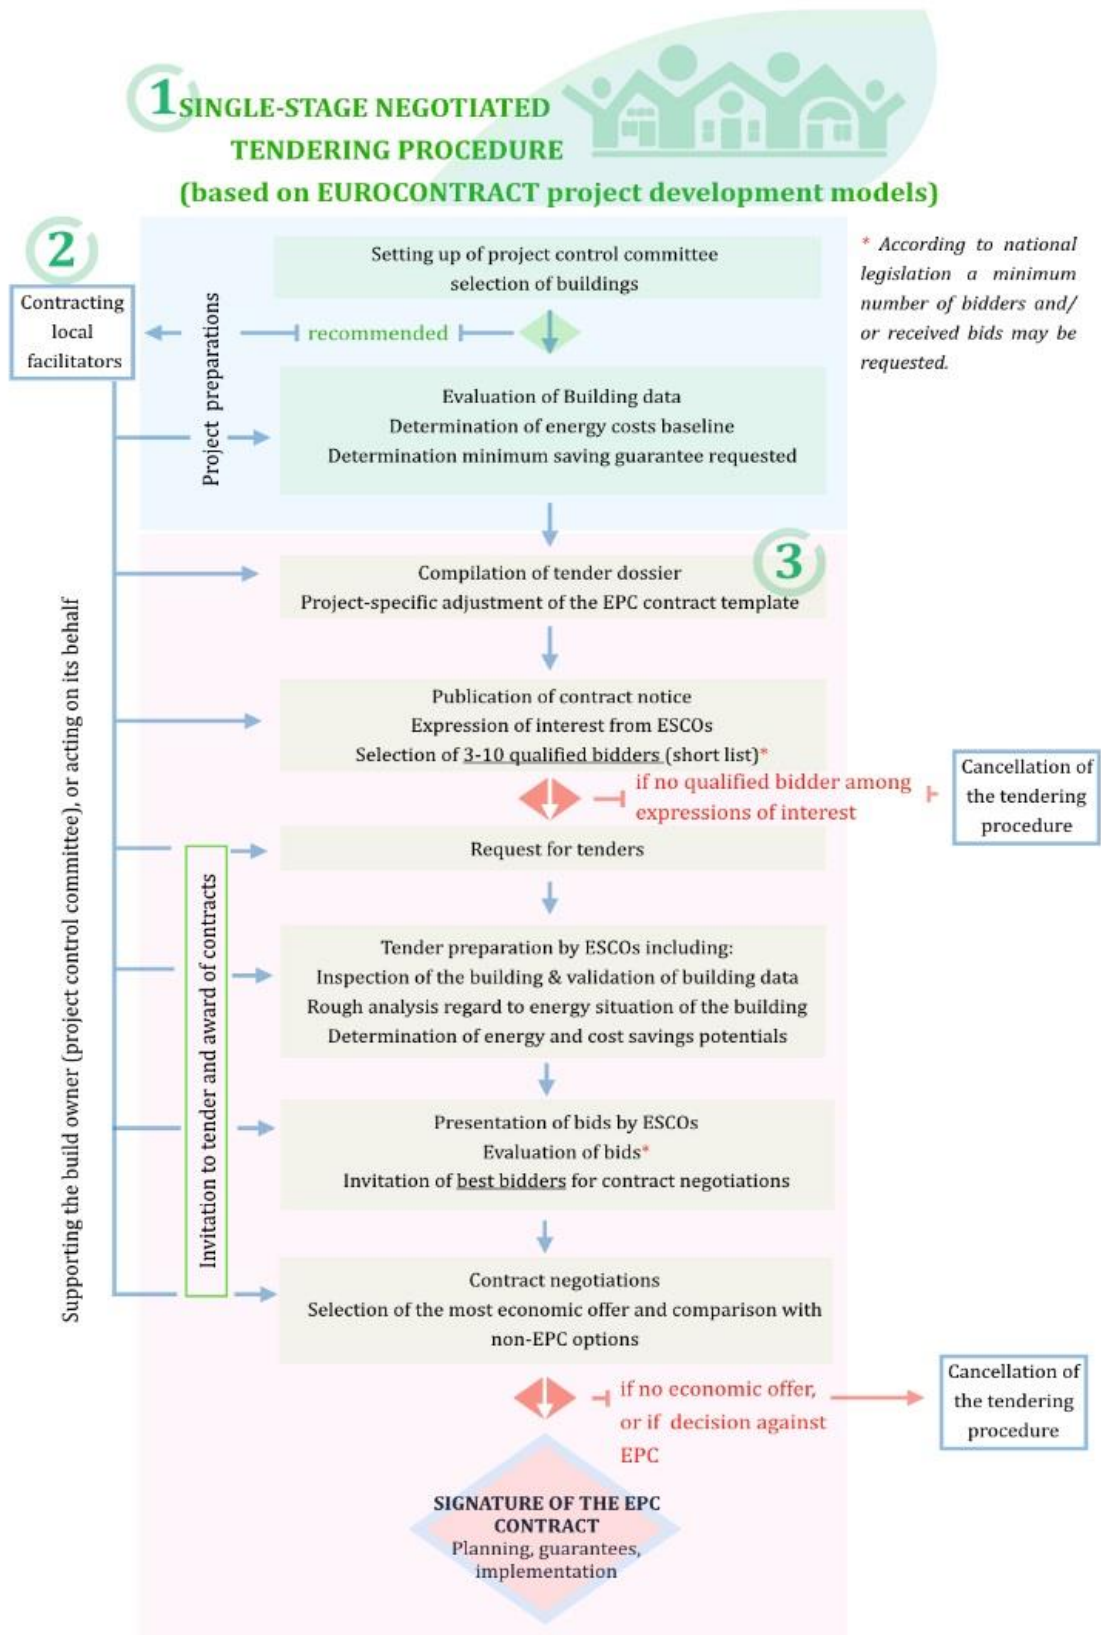 1 SINGLE-STAGE NEGOTIATED
TENDERING PROCEDURE
(based on EUROCONTRACT project development models)
2
Contracting
local
facilitators
Project preparations
Setting up of project control committee
selection of buildings
recommended
* According to national
legislation a minimum
number of bidders and/
or received bids may be
requested.
Evaluation of Building data
Determination of energy costs baseline
Determination minimum saving guarantee requested
3
Compilation of tender dossier
Project-specific adjustment of the EPC contract template
Supporting the build owner (project control committee), or acting on its behalf
Publication of contract notice
Expression of interest from ESCOs
Selection of 3-10 qualified bidders (short list)*
if no qualified bidder among
expressions of interest
Cancellation of
the tendering
procedure
Invitation to tender and award of contracts
Request for tenders
Tender preparation by ESCOs including:
Inspection of the building & validation of building data
Rough analysis regard to energy situation of the building
Determination of energy and cost savings potentials
Presentation of bids by ESCOs
Evaluation of bids*
Invitation of best bidders for contract negotiations
Contract negotiations
Selection of the most economic offer and comparison with
non-EPC options
if no economic offer,
or if decision against
EPC
Cancellation of
the tendering
procedure
SIGNATURE OF THE EPC
CONTRACT
Planning, guarantees,
implementation